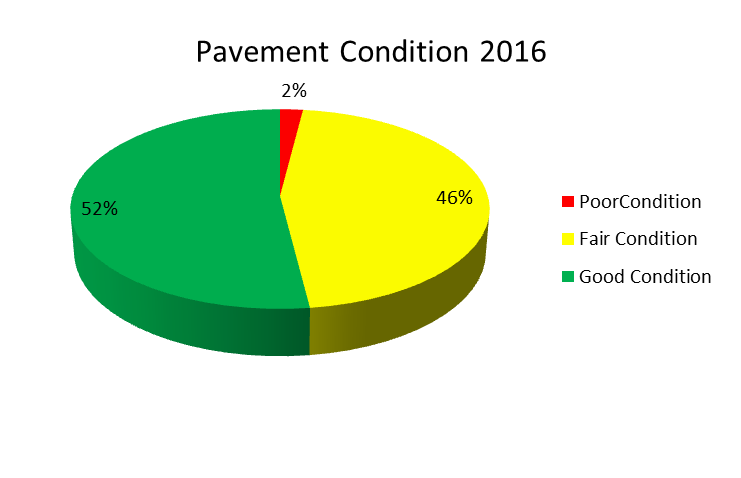 Pavement Condition 2016
2%
46%
52%
PoorCondition
Fair Condition
Good Condition